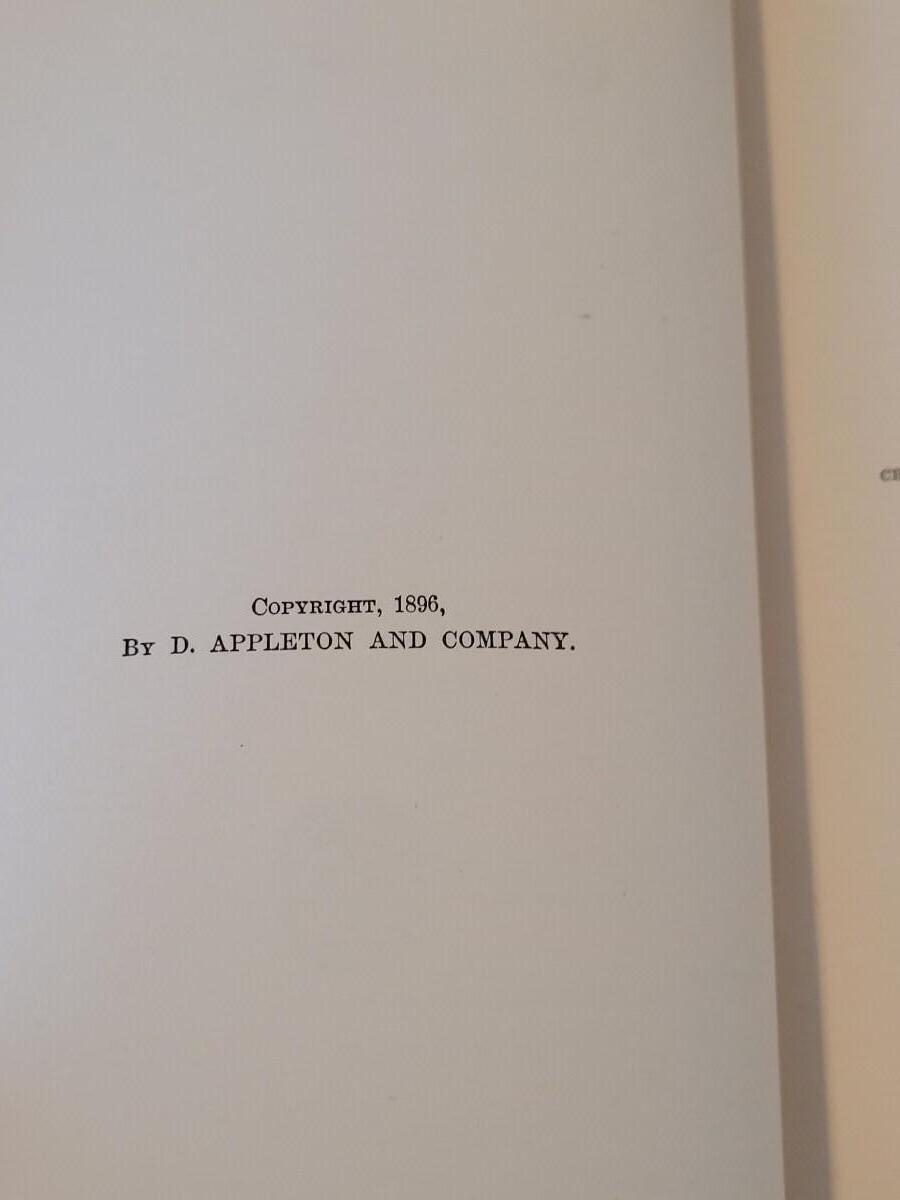 Copyright, 1896,
By D. APPLETON AND COMPANY.